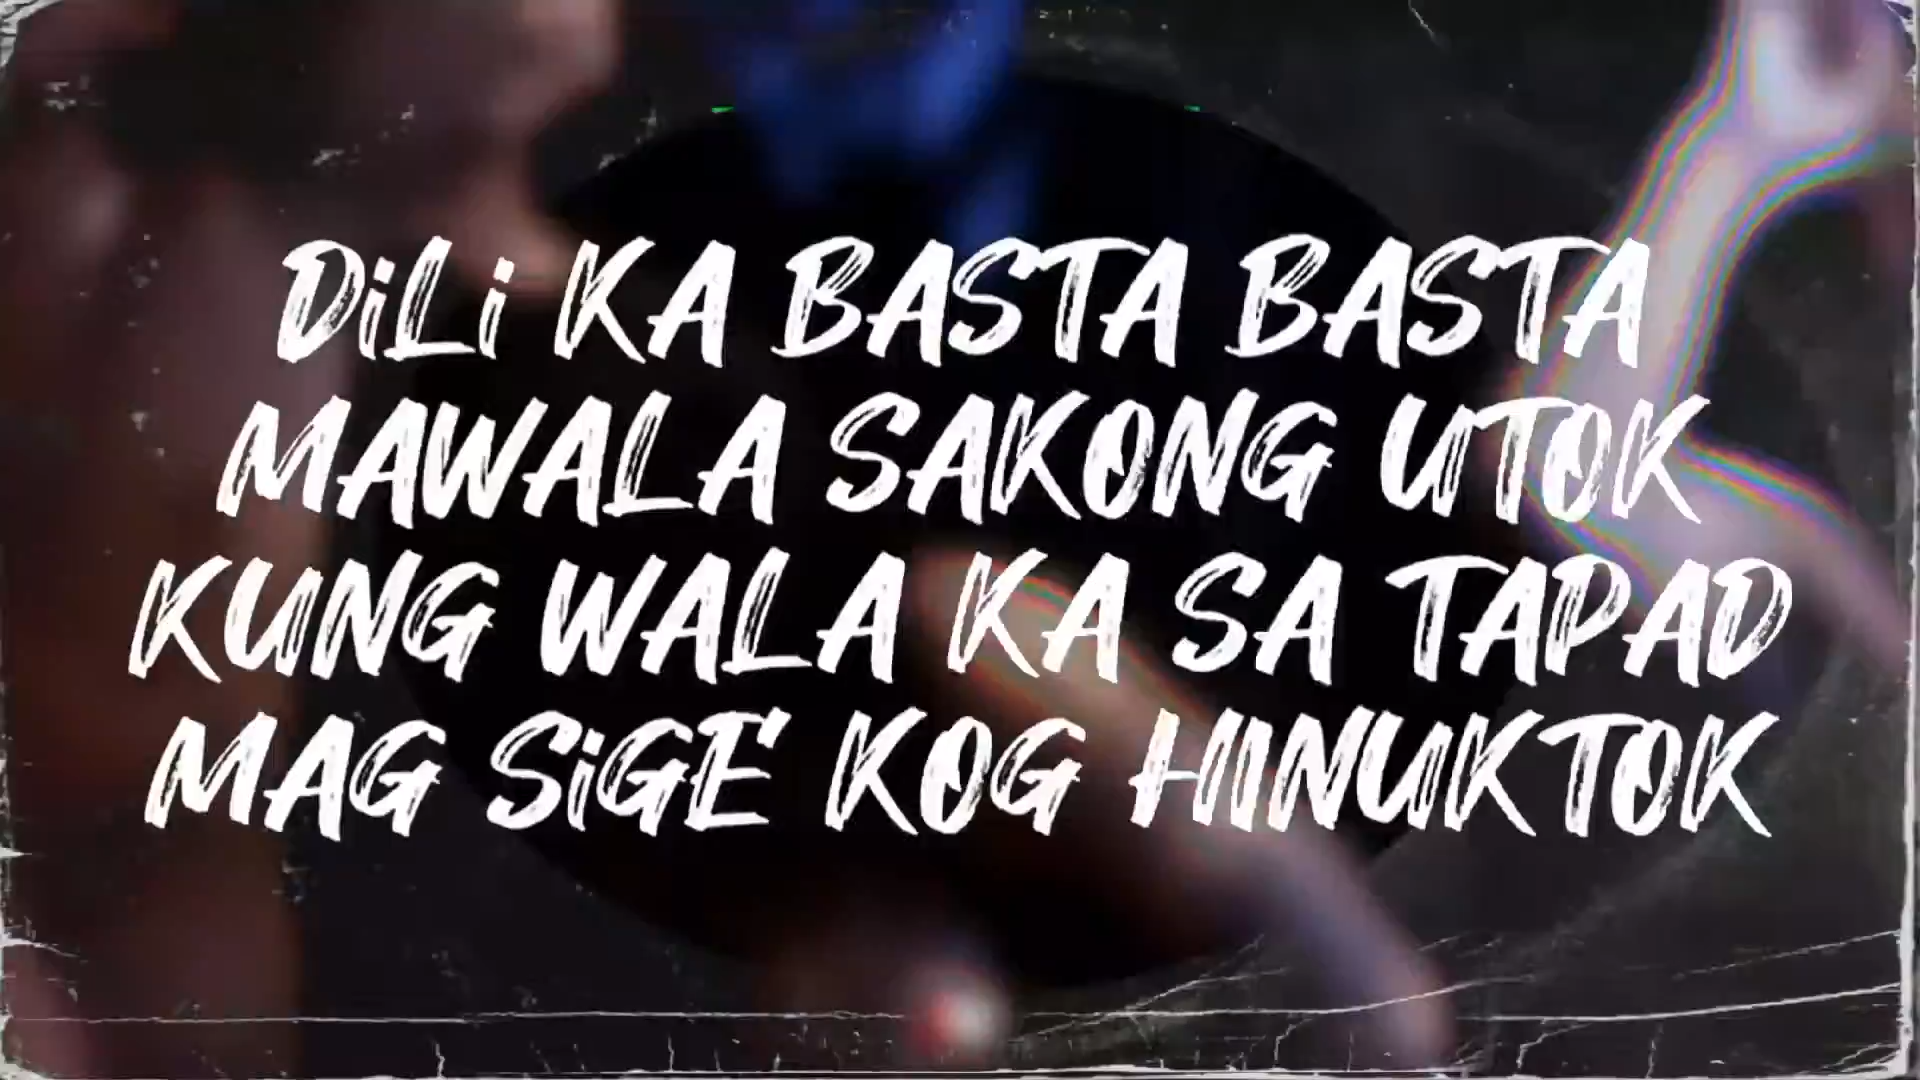 DiLi KA BASTA BASTA
MAWALA SAKONG UTOK
KUNG WALA KA SA TAPAD
MAG SiGE' KOG HINUKTOK